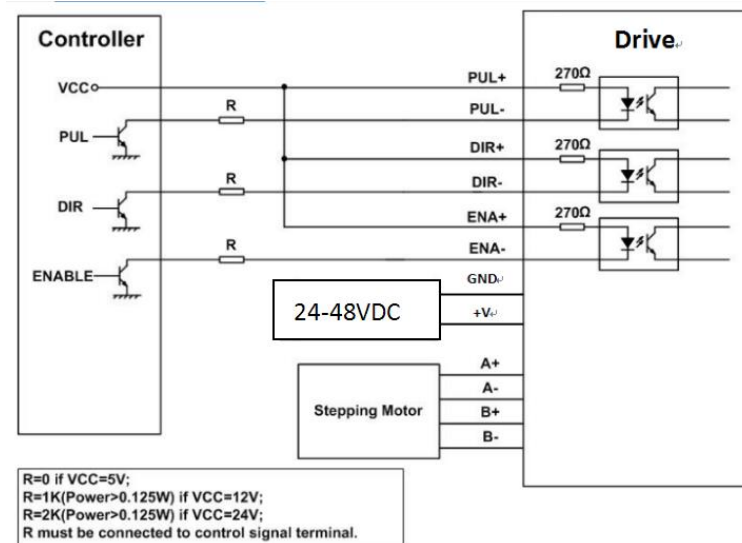 Controller
Drive
VCC
PUL+
270Ω
R
PUL-
PUL
DIR+
270Ω
R
DIR-
DIR
ENA+
270Ω
R
ENA-
ENABLE
GND
24-48VDC
+V
A+
A-
Stepping Motor
B+
B-
R=0 if VCC=5V;
R=1K(Power>0.125W) if VCC=12V;
R=2K(Power>0.125W) if VCC=24V;
R must be connected to control signal terminal.